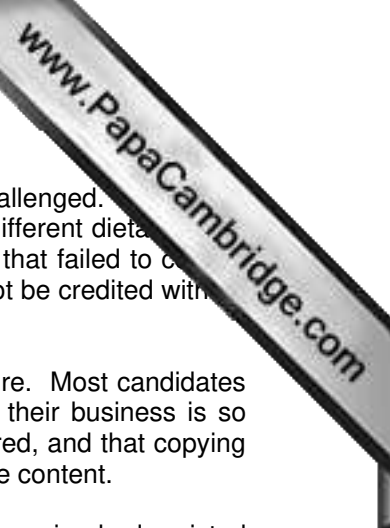 www.PapaCambridge.com
allenged.
ifferent dieta
that failed to c
ot be credited with
re. Most candidates
their business is so
red, and that copying
e content.